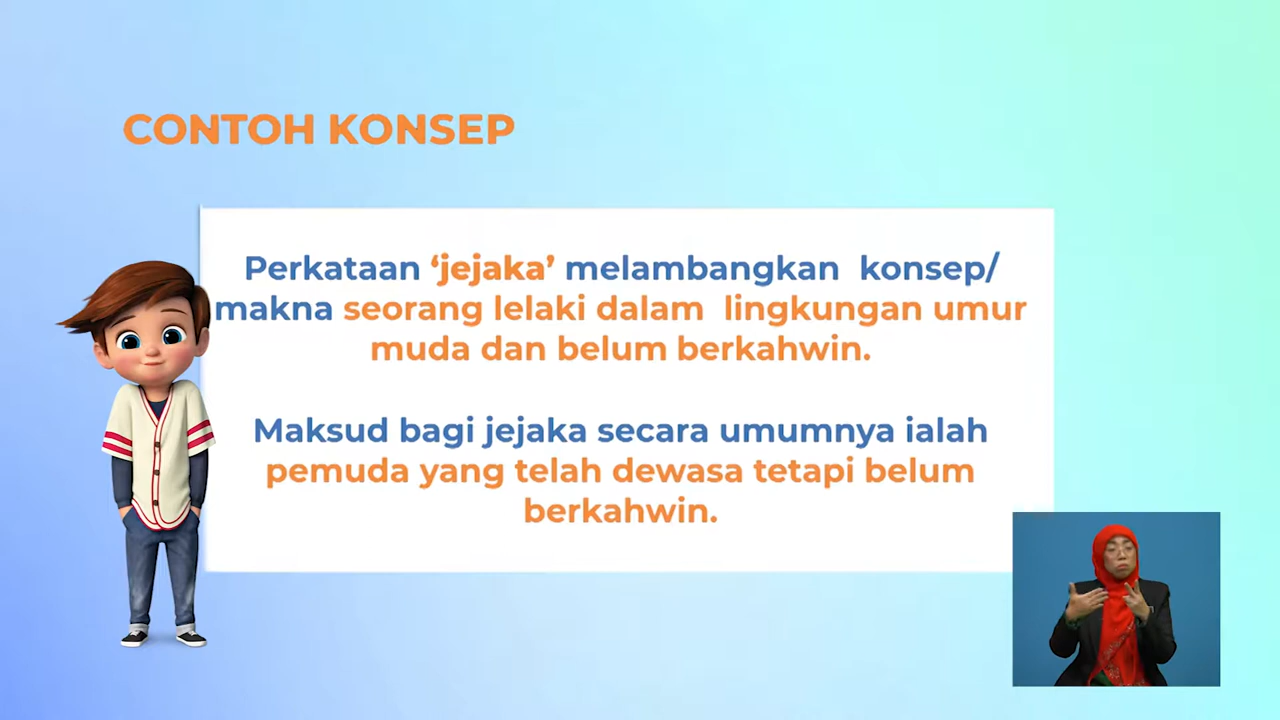 CONTOH KONSEP
Perkataan ‘jejaka’ melambangkan konsep/
makna seorang lelaki dalam lingkungan umur
muda dan belum berkahwin.
Maksud bagi jejaka secara umumnya ialah
pemuda yang telah dewasa tetapi belum
berkahwin.